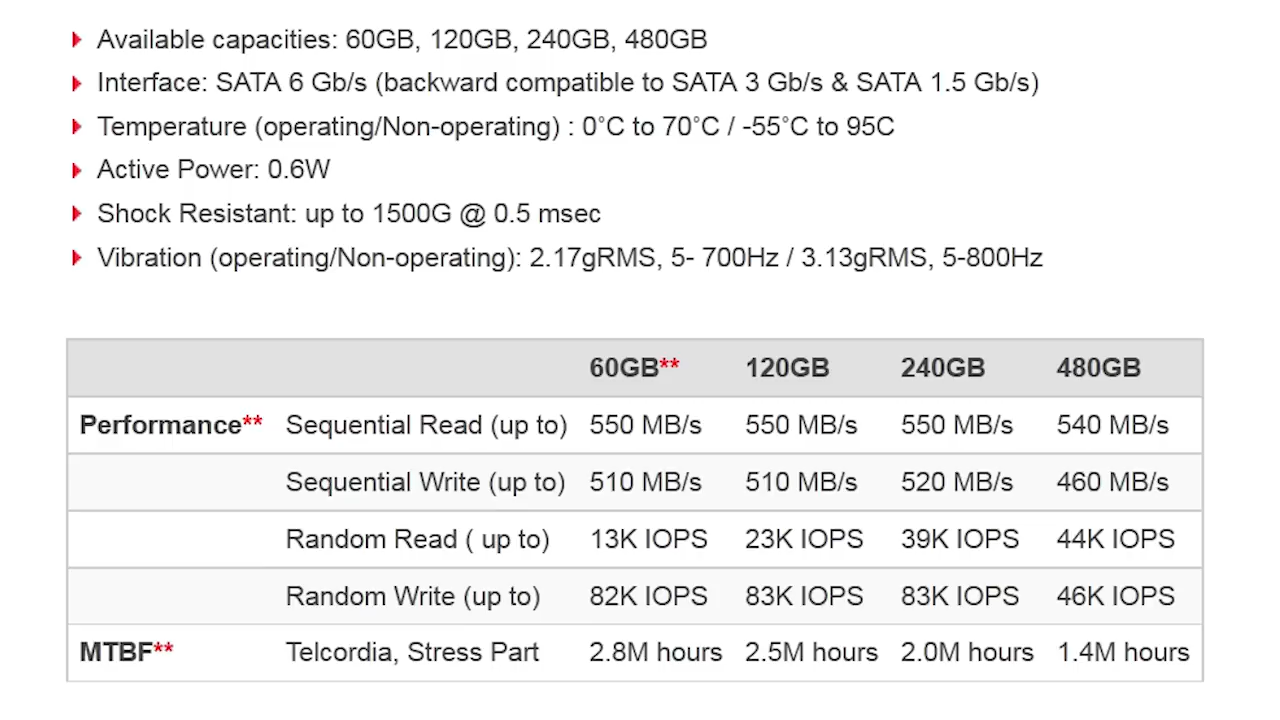 Available capacities: 60GB, 120GB, 240GB, 480GB
Interface: SATA 6 Gb/s (backward compatible to SATA 3 Gb/s & SATA 1.5 Gb/s)
Temperature (operating/Non-operating) : 0˚C to 70˚C / -55˚C to 95C
Active Power: 0.6W
Shock Resistant: up to 1500G @ 0.5 msec
Vibration (operating/Non-operating): 2.17gRMS, 5- 700Hz / 3.13gRMS, 5-800Hz
60GB** 120GB 240GB 480GB
Performance** Sequential Read (up to) 550 MB/s 550 MB/s 550 MB/s 540 MB/s
Sequential Write (up to) 510 MB/s 510 MB/s 520 MB/s 460 MB/s
Random Read ( up to) 13K IOPS 23K IOPS 39K IOPS 44K IOPS
Random Write (up to) 82K IOPS 83K IOPS 83K IOPS 46K IOPS
MTBF** Telcordia, Stress Part 2.8M hours 2.5M hours 2.0M hours 1.4M hours